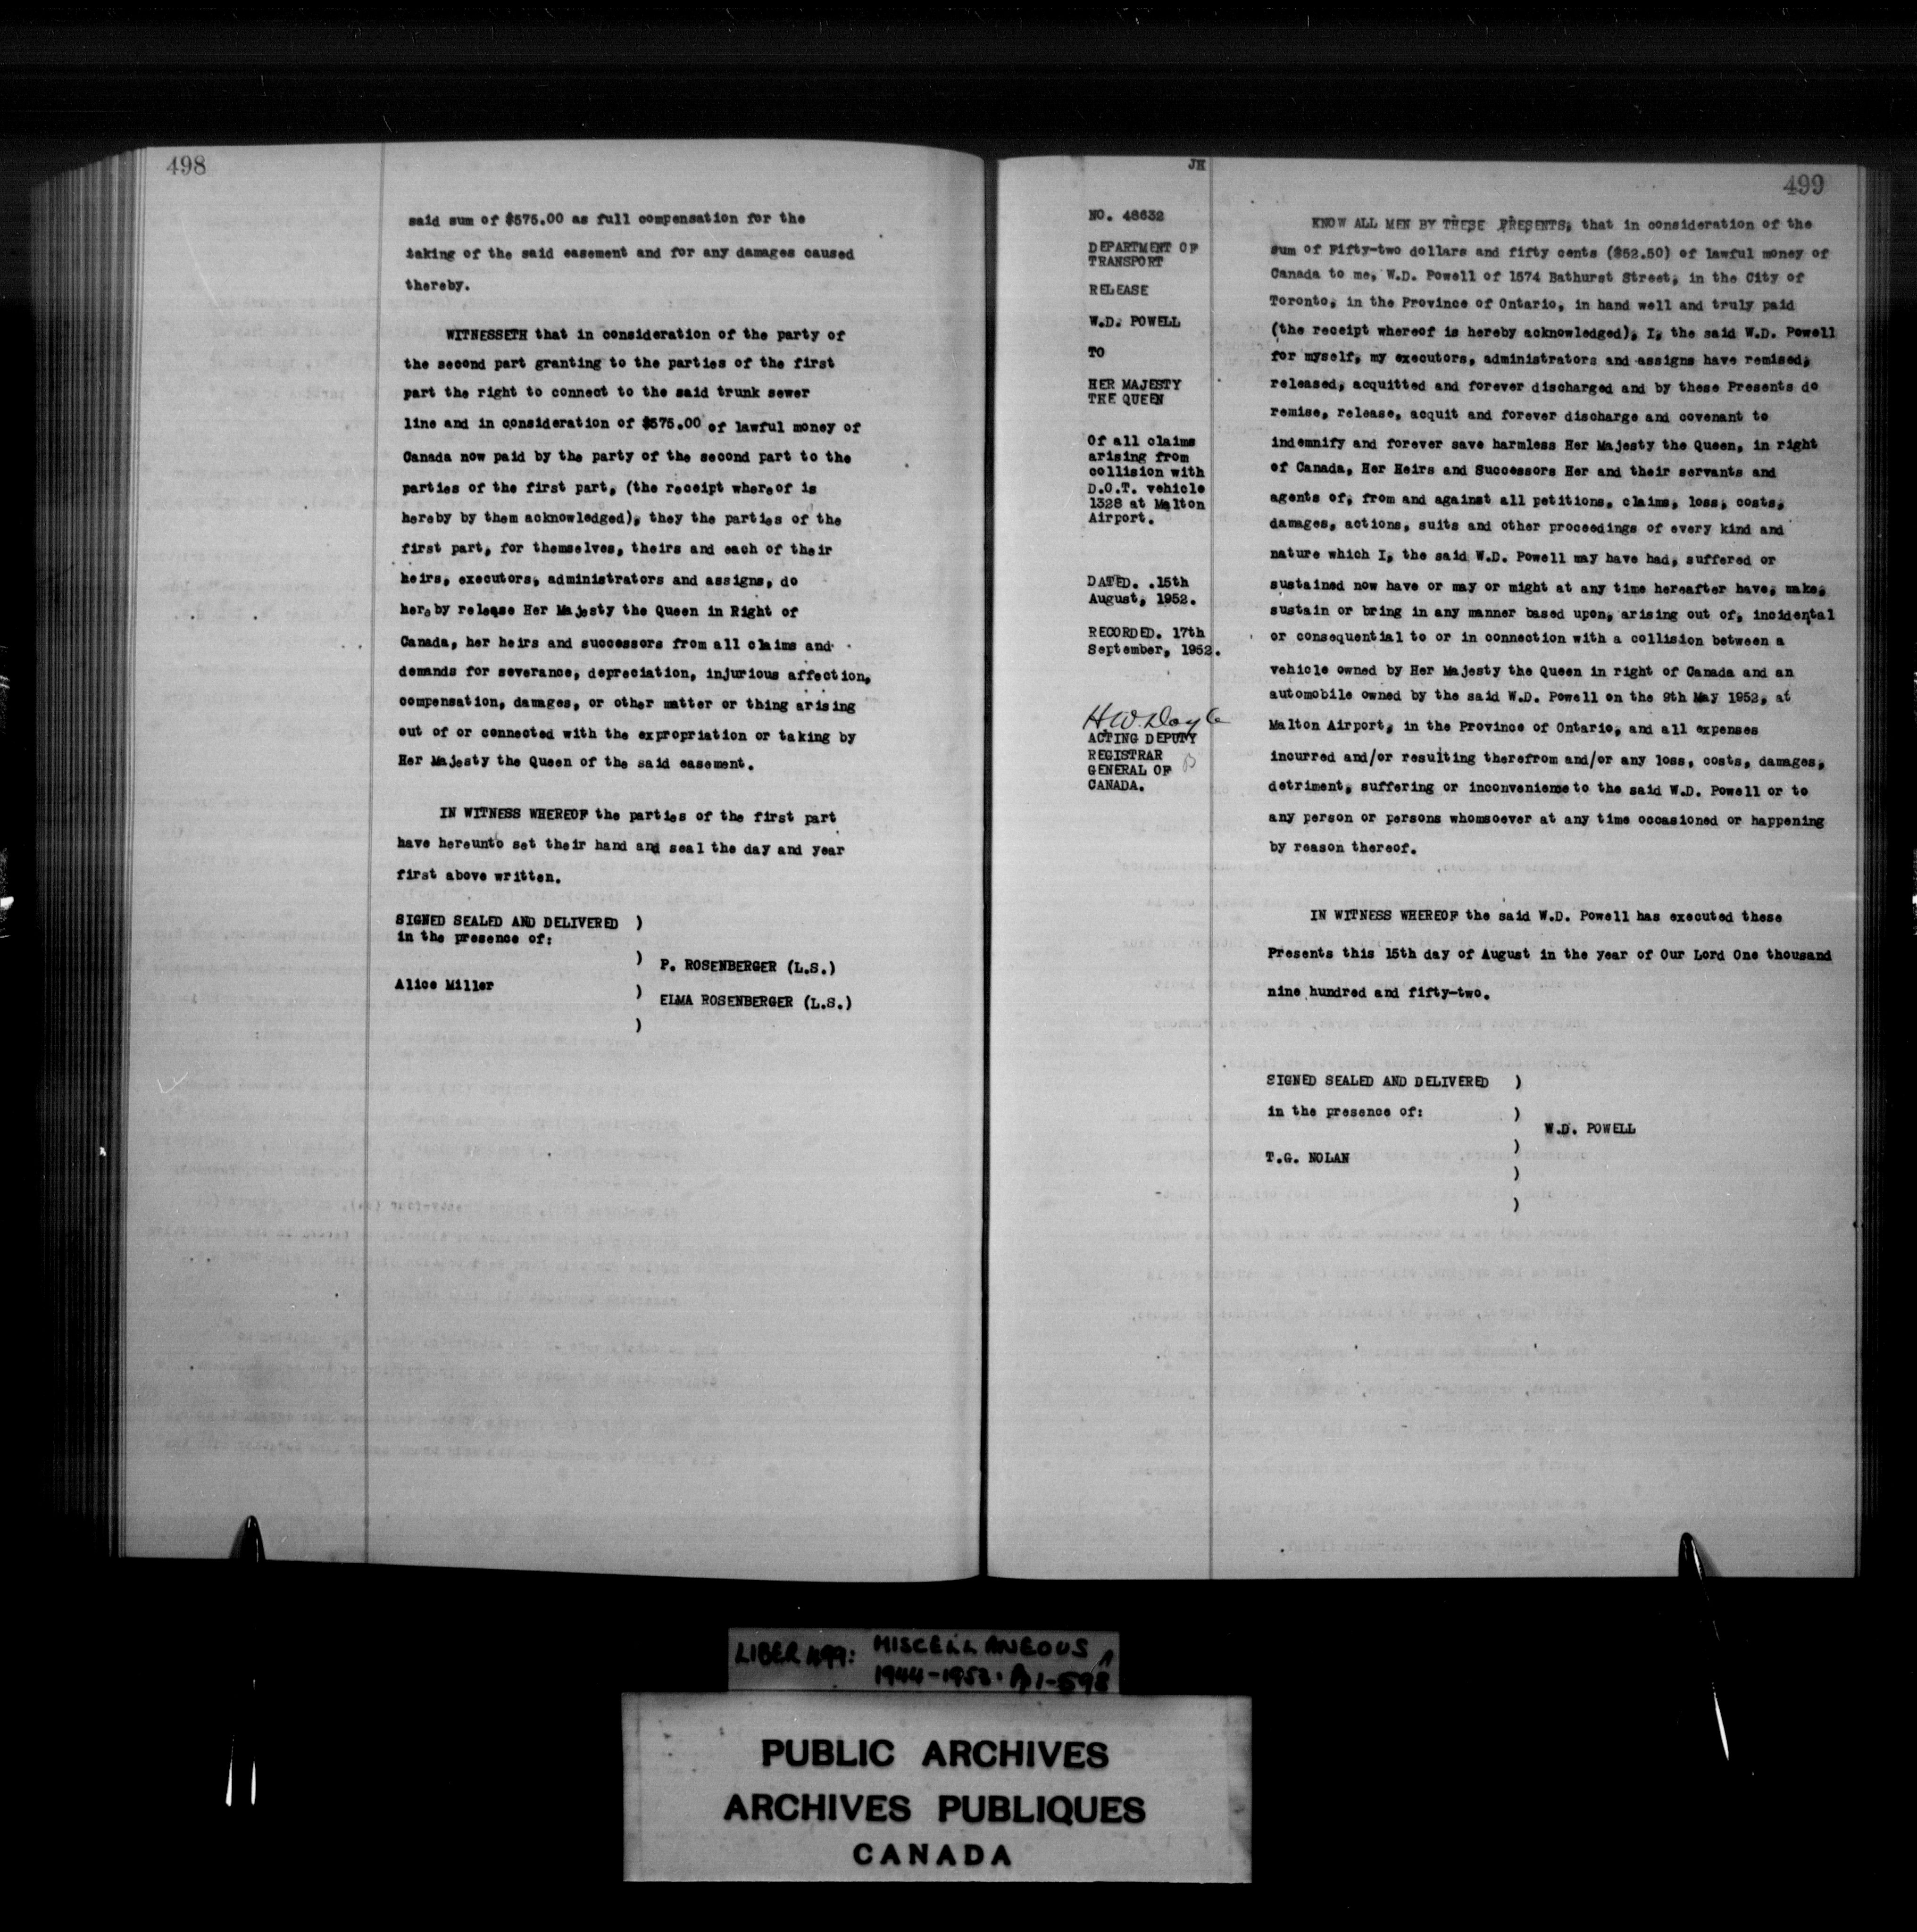 498
said sum of $575.00 as full compensation for the
taking of the said easement and for any damages caused
thereby.
WITNESSETH that in consideration of the party of
the second part granting to the parties of the first
part the right to connect to the said trunk sewer
line and in consideration of $575.00 of lawful money of
Canada now paid by the party of the second part to the
parties of the first part, (the receipt whereof is
hereby by them acknowledged), they the parties of the
first part, for themselves, theirs and each of their
heirs, executors, administrators and assigns, do
hereby release Her Majesty the Queen in Right of
Canada, her heirs and successors from all claims and
demands for severance, depreciation, injurious affection,
compensation, damages, or other matter or thing arising
out of or connected with the expropriation or taking by
Her Majesty the Queen of the said easement.
IN WITNESS WHEREOF the parties of the first part
have hereunto set their hand and seal the day and year
first above written.
SIGNED SEALED AND DELIVERED )
in the presence of:
) P. ROSENBERGER (L.S.)
Alice Miller
) ELMA ROSENBERGER (L.S.)
)
JH
499
NO. 48632
DEPARTMENT OF
TRANSPORT
RELEASE
W.D. POWELL
TO
HER MAJESTY
THE QUEEN
Of all claims
arising from
collision with
D.O.T. vehicle
1328 at Malton
Airport.
DATED. .15th
August, 1952.
RECORDED. 17th
September, 1952.
H.W. Doyle
ACTING DEPUTY
REGISTRAR
GENERAL OF
CANADA.
KNOW ALL MEN BY THESE PRESENTS, that in consideration of the
sum of Fifty-two dollars and fifty cents ($52.50) of lawful money of
Canada to me, W.D. Powell of 1574 Bathurst Street, in the City of
Toronto, in the Province of Ontario, in hand well and truly paid
(the receipt whereof is hereby acknowledged), I, the said W.D. Powell
for myself, my executors, administrators and assigns have remised,
released, acquitted and forever discharged and by these Presents do
remise, release, acquit and forever discharge and covenant to
indemnify and forever save harmless Her Majesty the Queen, in right
of Canada, Her Heirs and Successors Her and their servants and
agents of, from and against all petitions, claims, loss, costs,
damages, actions, suits and other proceedings of every kind and
nature which I, the said W.D. Powell may have had, suffered or
sustained now have or may or might at any time hereafter have, make,
sustain or bring in any manner based upon, arising out of, incidental
or consequential to or in connection with a collision between a
vehicle owned by Her Majesty the Queen in right of Canada and an
automobile owned by the said W.D. Powell on the 9th May 1952, at
Malton Airport, in the Province of Ontario, and all expenses
incurred and/or resulting therefrom and/or any loss, costs, damages,
detriment, suffering or inconvenience to the said W.D. Powell or to
any person or persons whomsoever at any time occasioned or happening
by reason thereof.
IN WITNESS WHEREOF the said W.D. Powell has executed these
Presents this 15th day of August in the year of Our Lord One thousand
nine hundred and fifty-two.
SIGNED SEALED AND DELIVERED )
in the presence of: )
W.D. POWELL
)
T.G. NOLAN
)
)
LIBER 499: MISCELLANEOUS
1944-1953. 1-598
PUBLIC ARCHIVES
ARCHIVES PUBLIQUES
CANADA